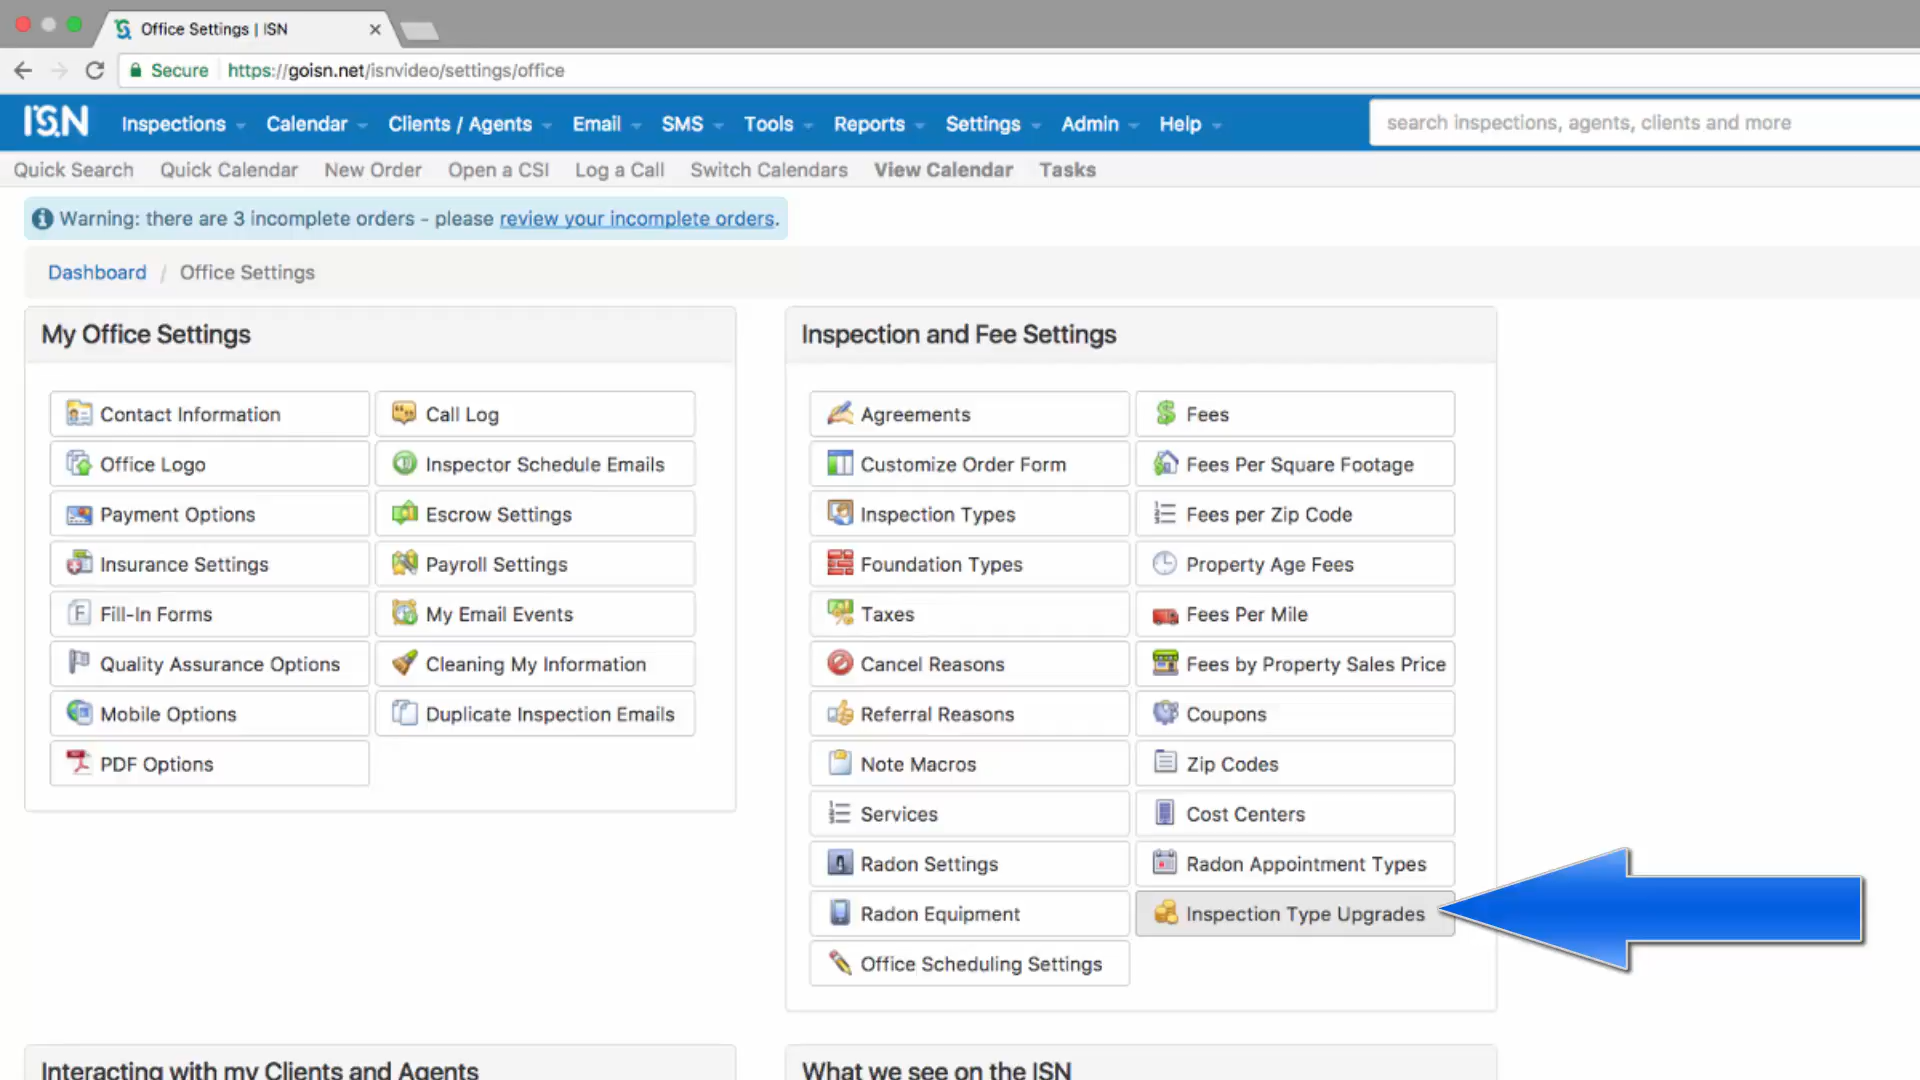 Office Settings | ISN
Secure https://goisn.net/isnvideo/settings/office
ISN Inspections Calendar Clients / Agents Email SMS Tools Reports Settings Admin Help search inspections, agents, clients and more
Quick Search Quick Calendar New Order Open a CSI Log a Call Switch Calendars View Calendar Tasks
Warning: there are 3 incomplete orders - please review your incomplete orders.
Dashboard / Office Settings
My Office Settings
Contact Information Call Log
Office Logo Inspector Schedule Emails
Payment Options Escrow Settings
Insurance Settings Payroll Settings
Fill-In Forms My Email Events
Quality Assurance Options Cleaning My Information
Mobile Options Duplicate Inspection Emails
PDF Options
Inspection and Fee Settings
Agreements Fees
Customize Order Form Fees Per Square Footage
Inspection Types Fees per Zip Code
Foundation Types Property Age Fees
Taxes Fees Per Mile
Cancel Reasons Fees by Property Sales Price
Referral Reasons Coupons
Note Macros Zip Codes
Services Cost Centers
Radon Settings Radon Appointment Types
Radon Equipment Inspection Type Upgrades
Office Scheduling Settings
Interacting with my Clients and Agents
What we see on the ISN